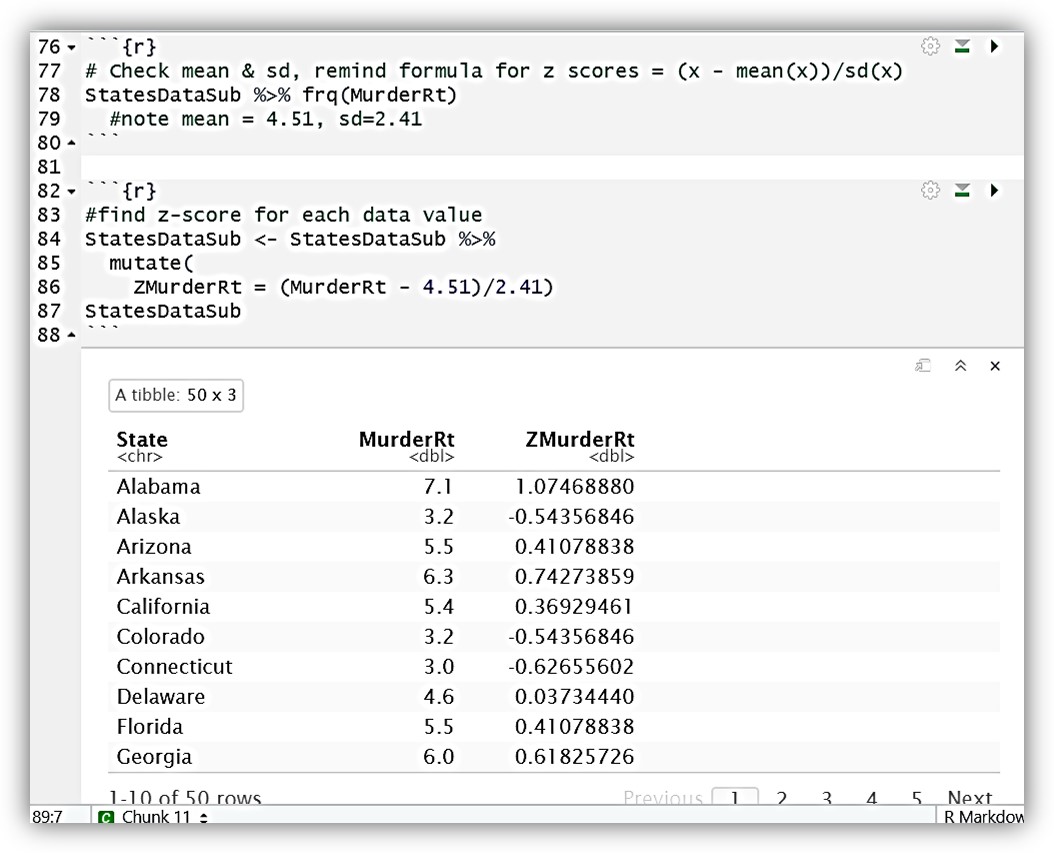 76 ```{r}
77 # Check mean & sd, remind formula for z scores = (x - mean(x))/sd(x)
78 StatesDataSub %>% frq(MurderRt)
79 #note mean = 4.51, sd=2.41
80 ```
81
82 ```{r}
83 #find z-score for each data value
84 StatesDataSub <- StatesDataSub %>%
85 mutate(
86 ZMurderRt = (MurderRt - 4.51)/2.41)
87 StatesDataSub
88 ```
A tibble: 50 x 3
State MurderRt ZMurderRt
<chr> <dbl> <dbl>
Alabama 7.1 1.07468880
Alaska 3.2 -0.54356846
Arizona 5.5 0.41078838
Arkansas 6.3 0.74273859
California 5.4 0.36929461
Colorado 3.2 -0.54356846
Connecticut 3.0 -0.62655602
Delaware 4.6 0.03734440
Florida 5.5 0.41078838
Georgia 6.0 0.61825726
1-10 of 50 rows Previous 1 2 3 4 5 Next
89:7 C Chunk 11 R Markdow